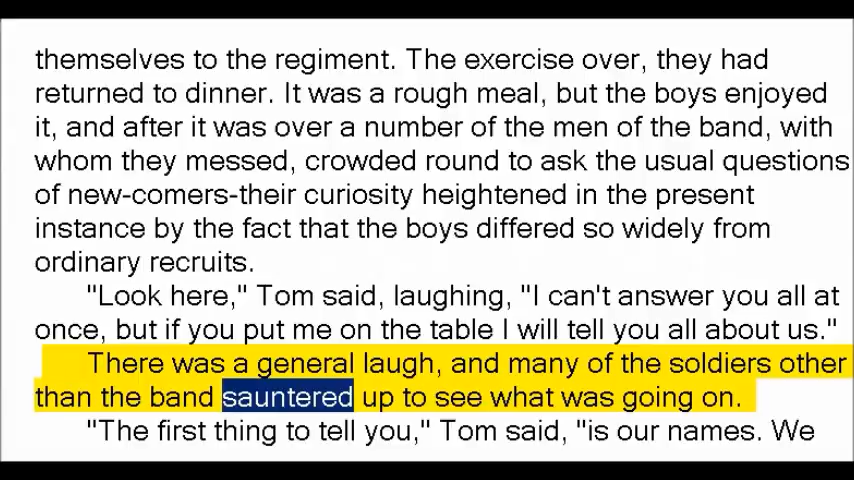 themselves to the regiment. The exercise over, they had
returned to dinner. It was a rough meal, but the boys enjoyed
it, and after it was over a number of the men of the band, with
whom they messed, crowded round to ask the usual questions
of new-comers-their curiosity heightened in the present
instance by the fact that the boys differed so widely from
ordinary recruits.
"Look here," Tom said, laughing, "I can't answer you all at
once, but if you put me on the table I will tell you all about us."
There was a general laugh, and many of the soldiers other
than the band sauntered up to see what was going on.
"The first thing to tell you," Tom said, "is our names. We